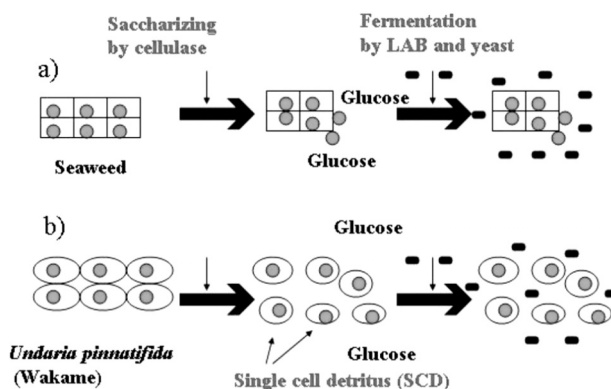 Saccharizing
by cellulase
Fermentation
by LAB and yeast
a)
Glucose
Seaweed
Glucose
b)
Glucose
Undaria pinnatifida
(Wakame)
Glucose
Single cell detritus (SCD)